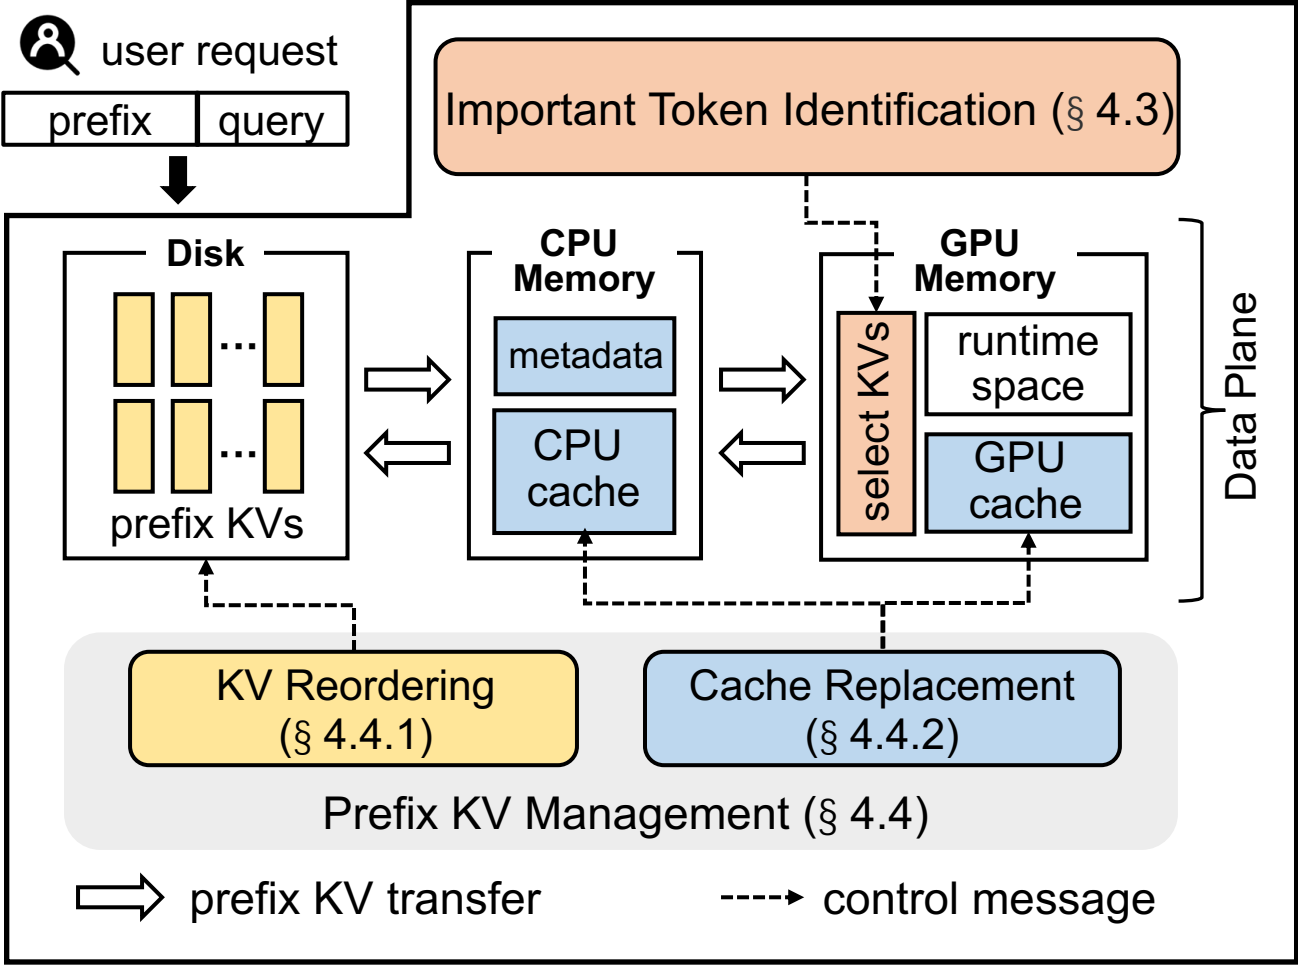 user request
prefix query
Important Token Identification (§ 4.3)
Disk
prefix KVs
CPU
Memory
metadata
CPU
cache
GPU
Memory
select KVs
runtime
space
GPU
cache
Data Plane
KV Reordering
(§ 4.4.1)
Cache Replacement
(§ 4.4.2)
Prefix KV Management (§ 4.4)
prefix KV transfer
control message